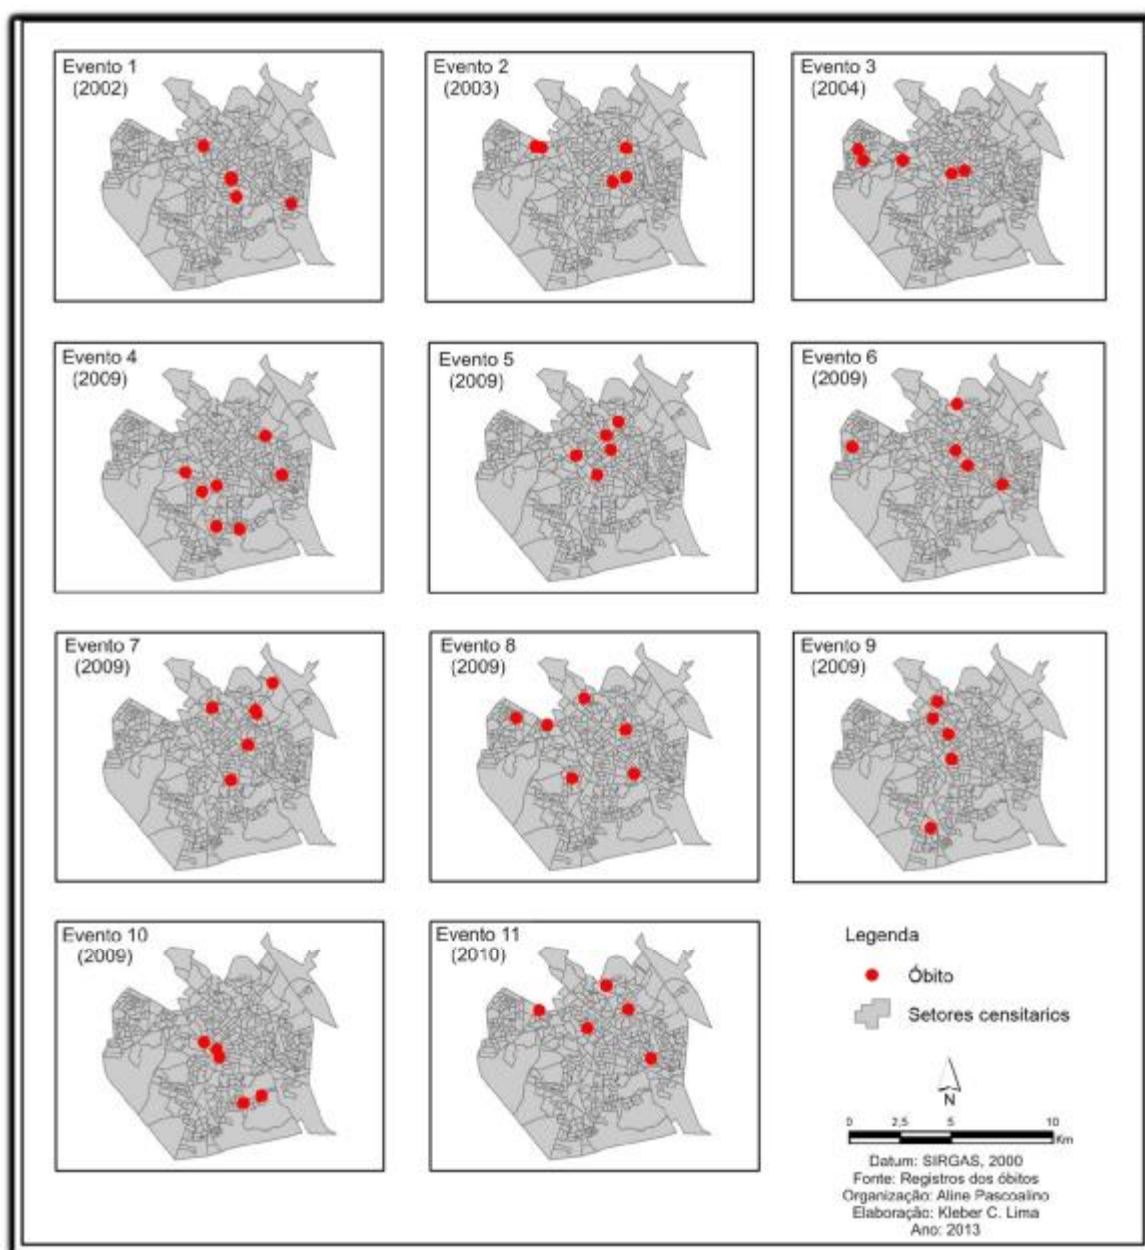 Evento 1
(2002)
Evento 2
(2003)
Evento 3
(2004)
Evento 4
(2009)
Evento 5
(2009)
Evento 6
(2009)
Evento 7
(2009)
Evento 8
(2009)
Evento 9
(2009)
Evento 10
(2009)
Evento 11
(2010)
Legenda
Óbito
Setores censitarios
N
0 2,5 5 10
Km
Datum: SIRGAS, 2000
Fonte: Registros dos óbitos
Organização: Aline Pascoalino
Elaboração: Kleber C. Lima
Ano: 2013